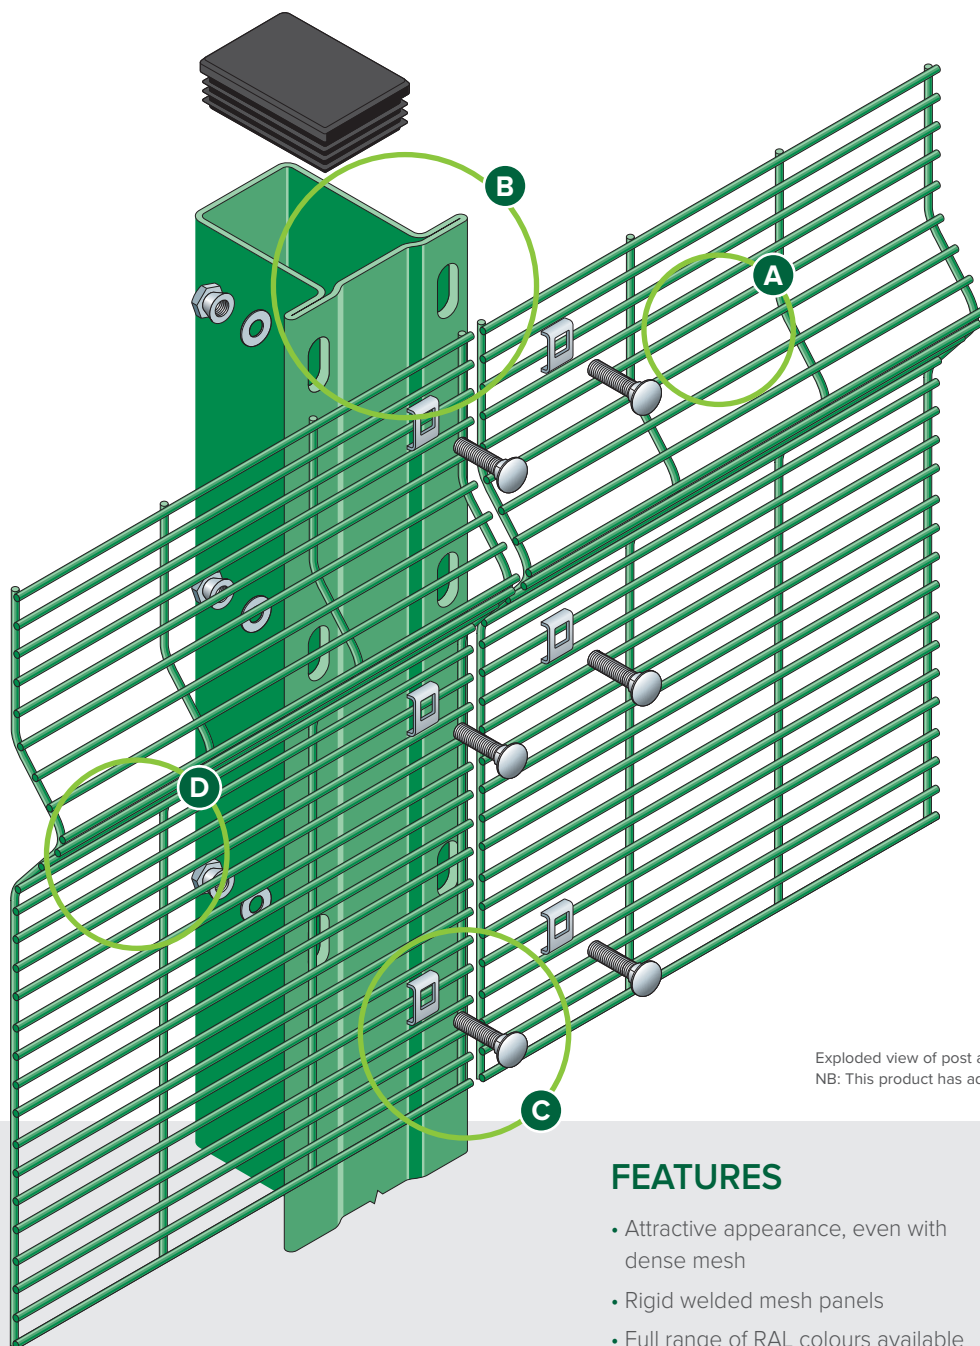 B
A
D
C
Exploded view of post
NB: This product has
FEATURES
• Attractive appearance, even with
dense mesh
• Rigid welded mesh panels
• Full range of RAL colours available